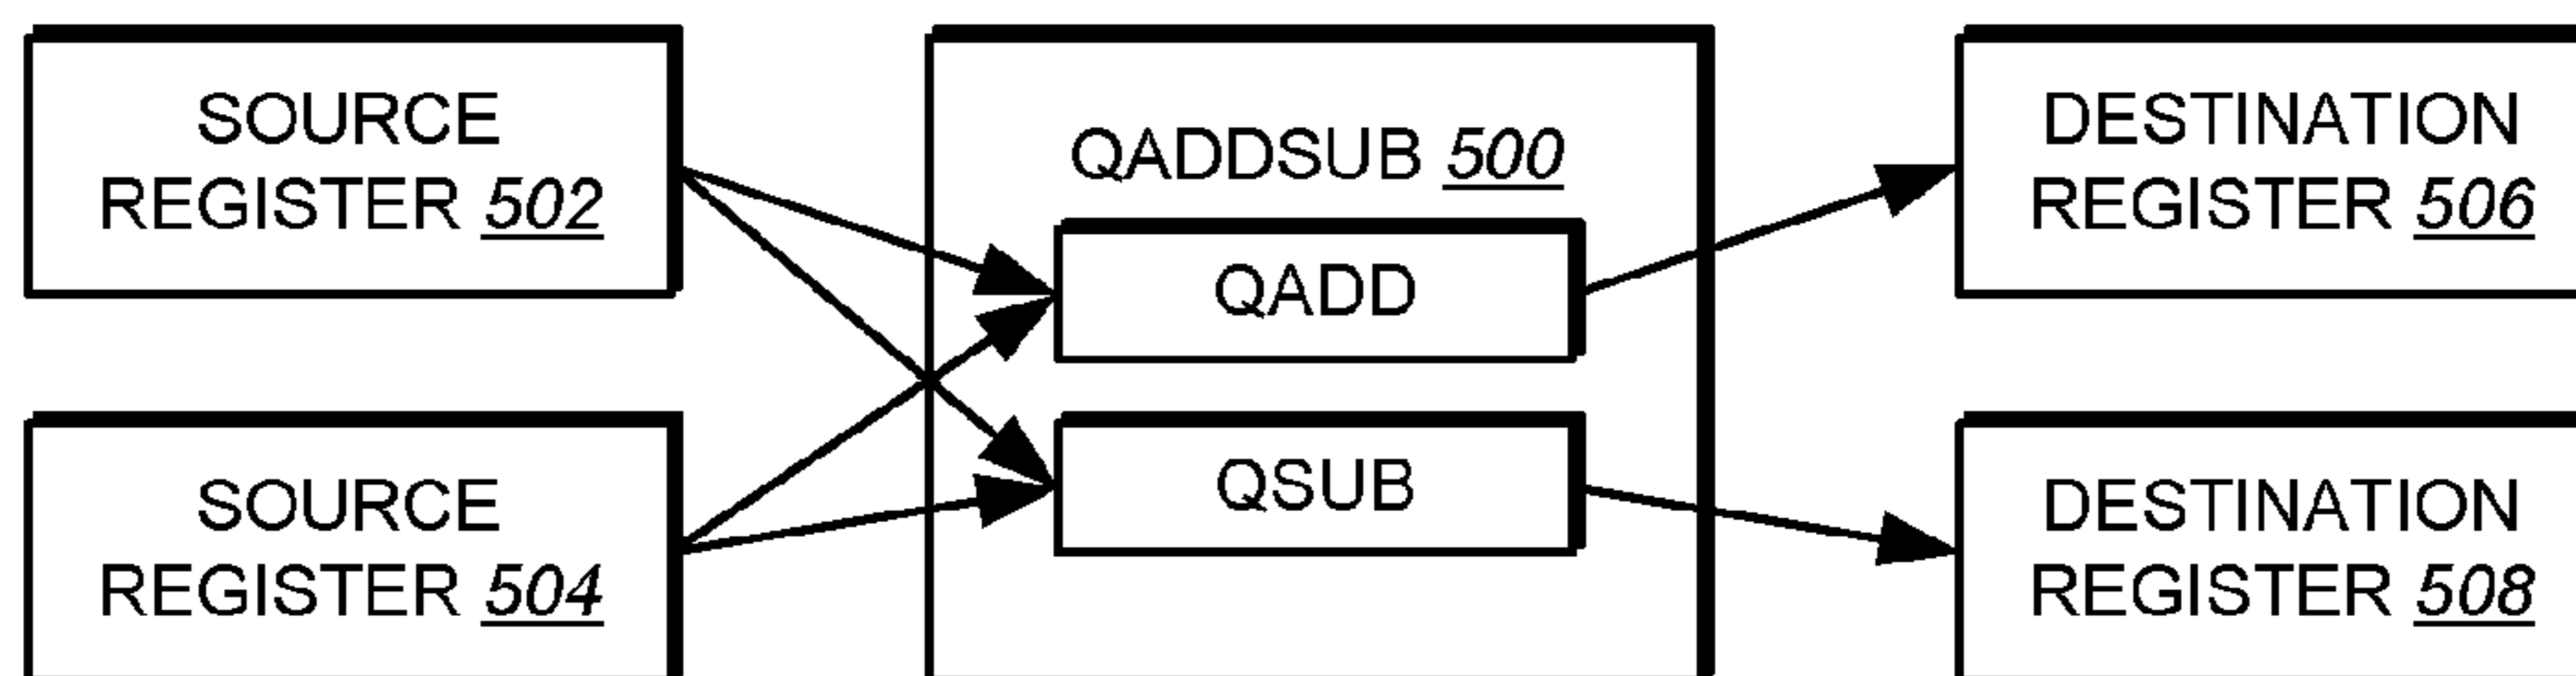 SOURCE
REGISTER 502
QADDSUB 500
QADD
QSUB
DESTINATION
REGISTER 506
SOURCE
REGISTER 504
DESTINATION
REGISTER 508